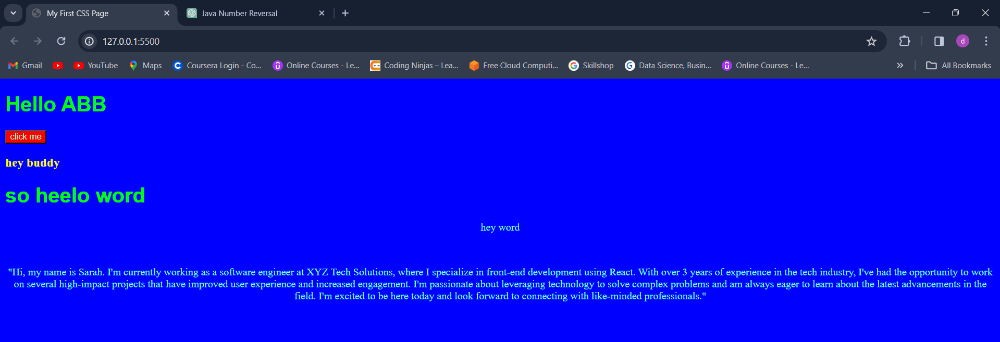 My First CSS Page
Java Number Reversal
127.0.0.1:5500
d
Gmail YouTube Maps Coursera Login - Co... Online Courses - Le... Coding Ninjas – Lea... Free Cloud Computi... Skillshop Data Science, Busin... Online Courses - Le... All Bookmarks
Hello ABB
click me
hey buddy
so heelo word
hey word
"Hi, my name is Sarah. I'm currently working as a software engineer at XYZ Tech Solutions, where I specialize in front-end development using React. With over 3 years of experience in the tech industry, I've had the opportunity to work
on several high-impact projects that have improved user experience and increased engagement. I'm passionate about leveraging technology to solve complex problems and am always eager to learn about the latest advancements in the
field. I'm excited to be here today and look forward to connecting with like-minded professionals."